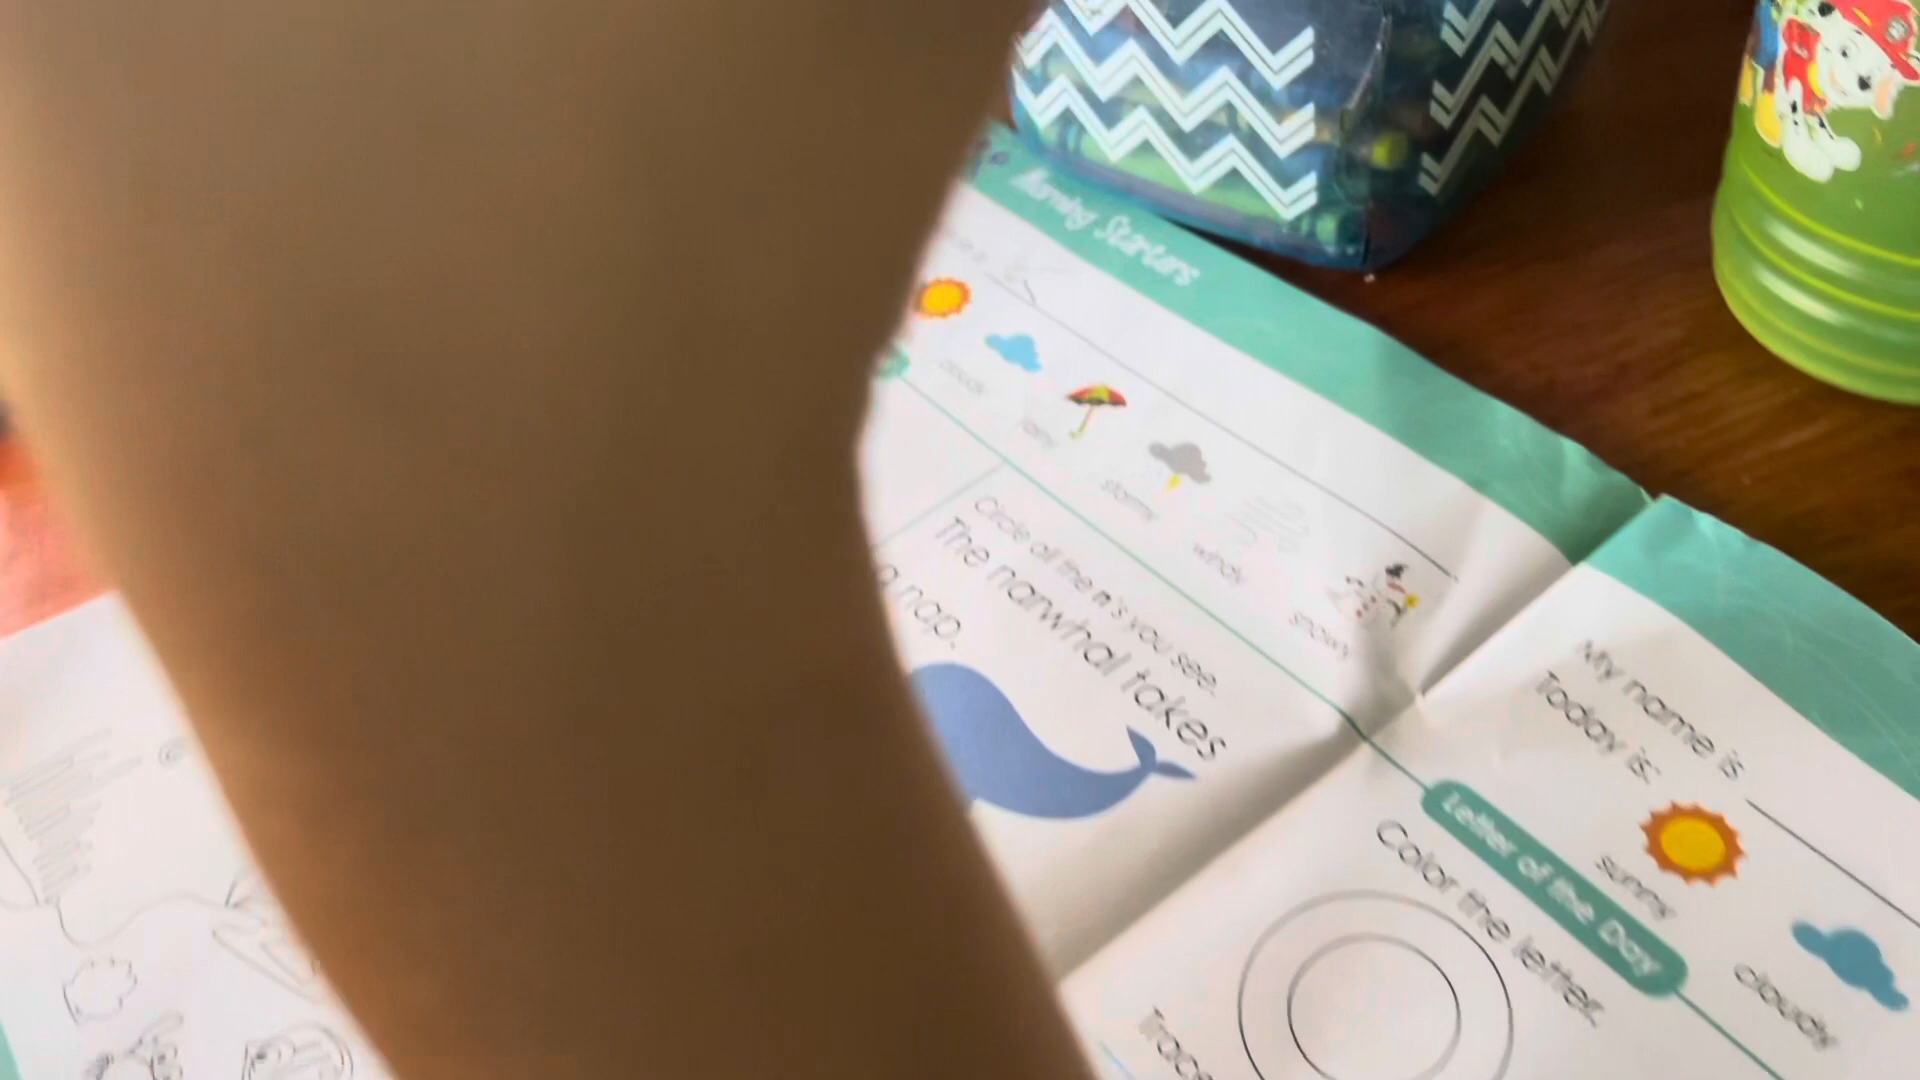 Morning Starters
cloudy
rainy
stormy
windy
snowy
Circle all the n's you see.
The narwhal takes
a nap.
My name is
Today is:
sunny
cloudy
Letter of the Day
Color the letter.
Trace